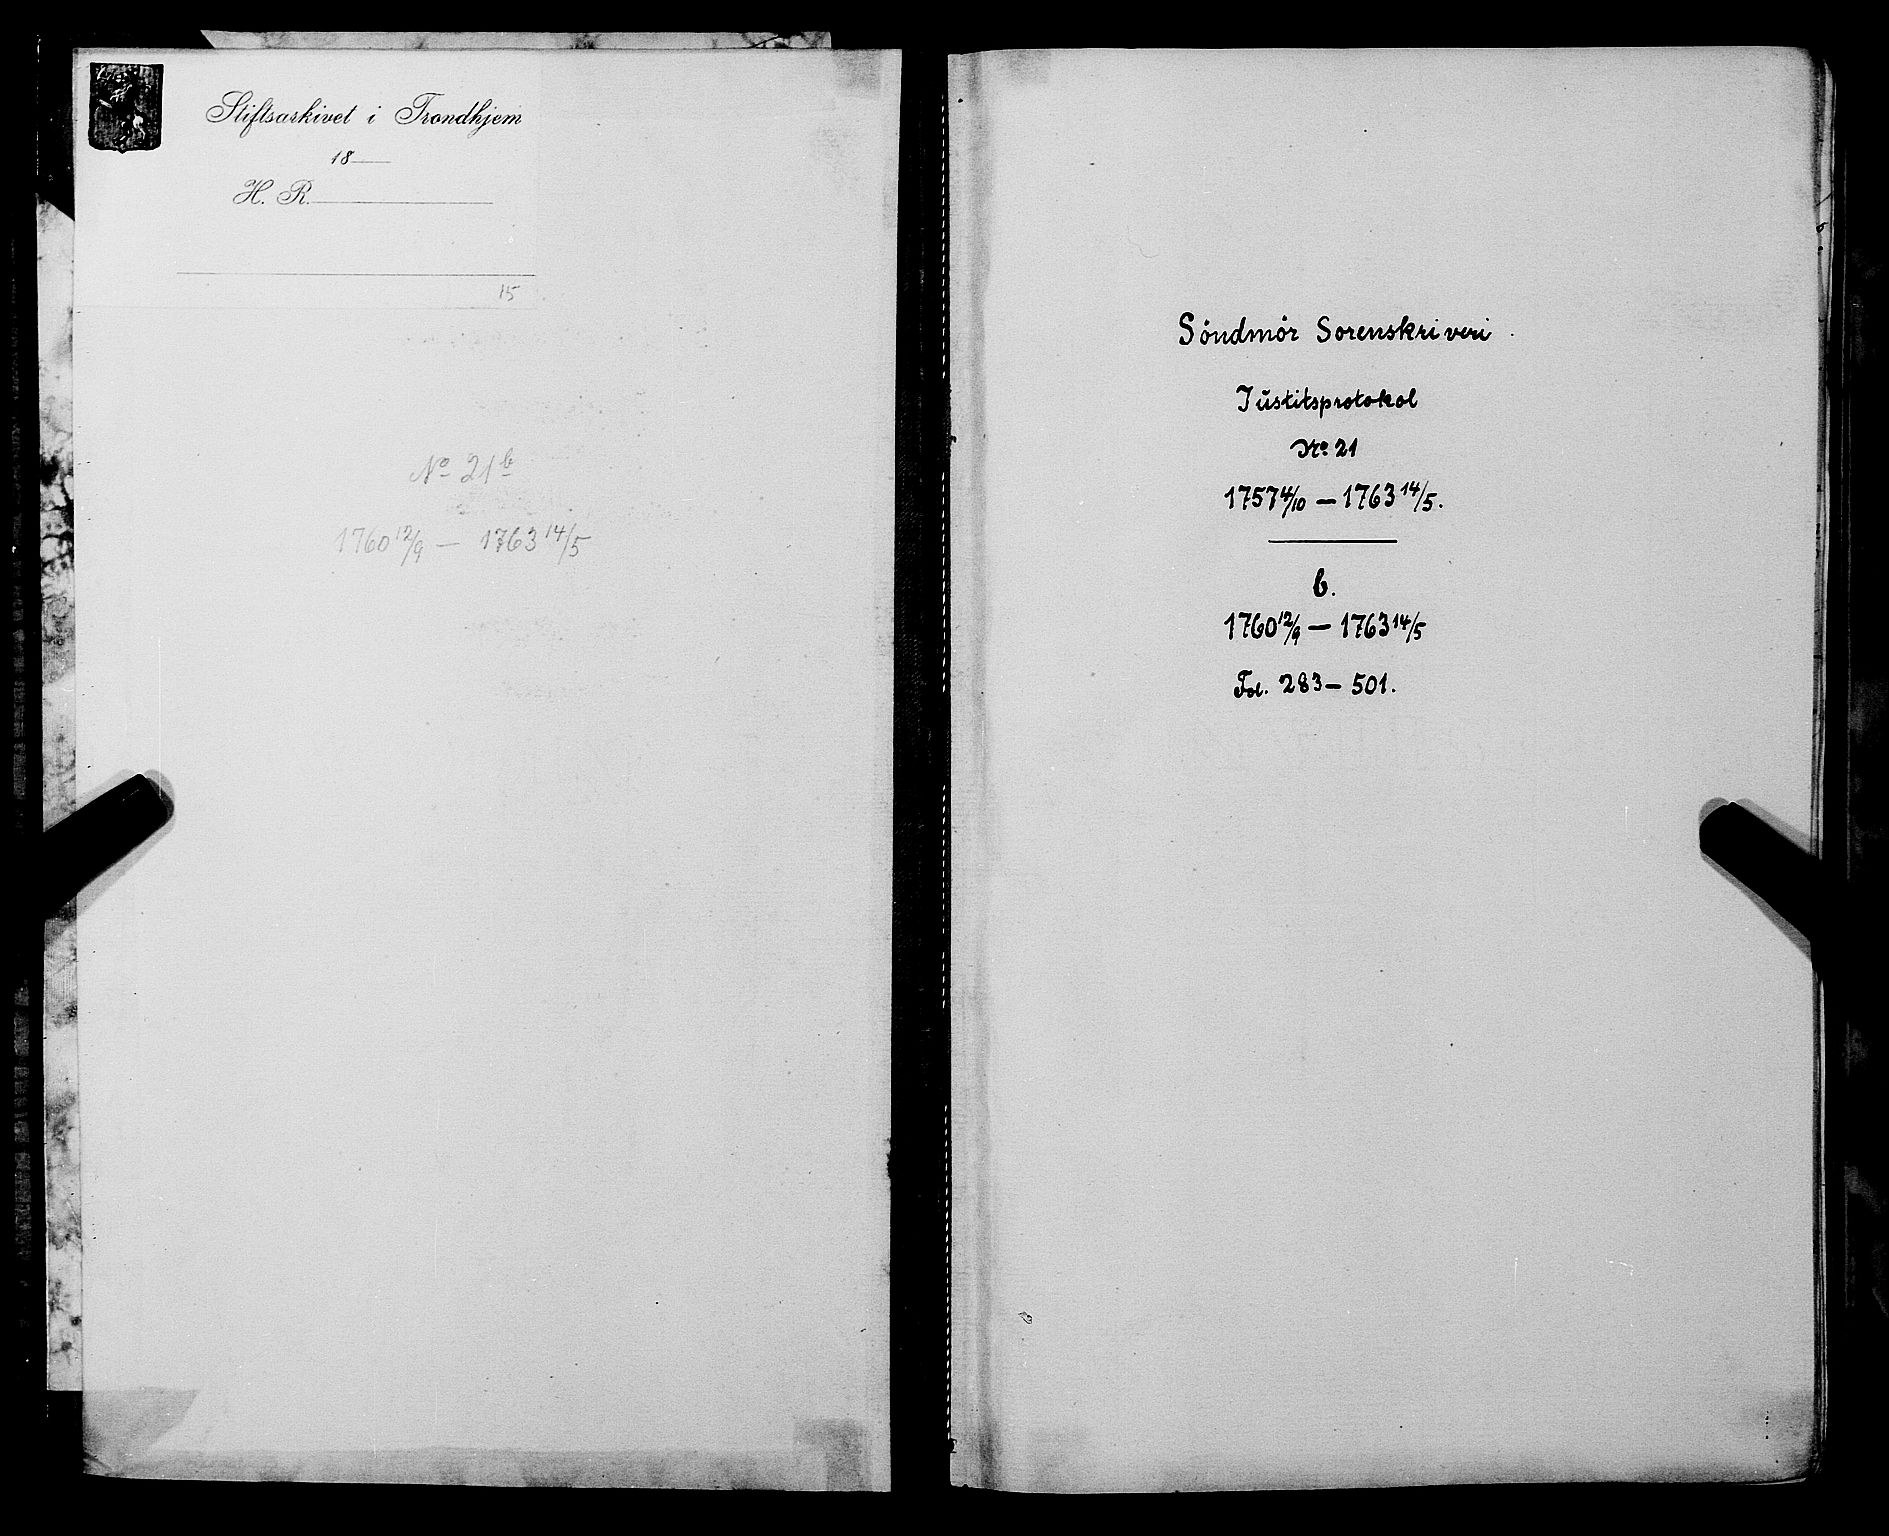 Stiftsarkivet i Trondhjem
18
H. R.
15
No 21b
1760 12/9 — 1763 14/5
Söndmör Sorenskriveri
Justitsprotokol
No 21
1757 4/10 — 1763 14/5.
b.
1760 12/9 — 1763 14/5
Fol. 283 — 501.